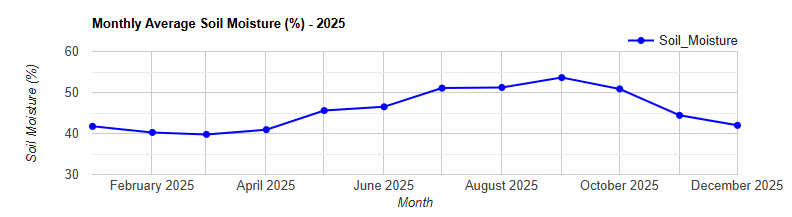 Monthly Average Soil Moisture (%) - 2025
Soil_Moisture
Soil Moisture (%)
60
50
40
30
February 2025 April 2025 June 2025 August 2025 October 2025 December 2025
Month